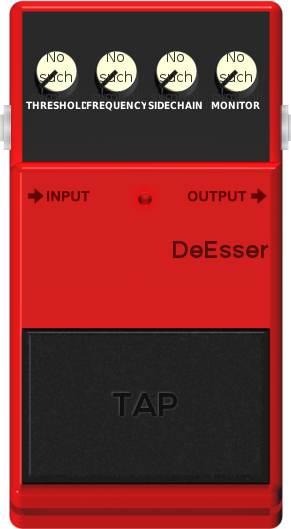 No such No such No such No such
THRESHOLD FREQUENCY SIDECHAIN MONITOR
INPUT OUTPUT
DeEsser
TAP